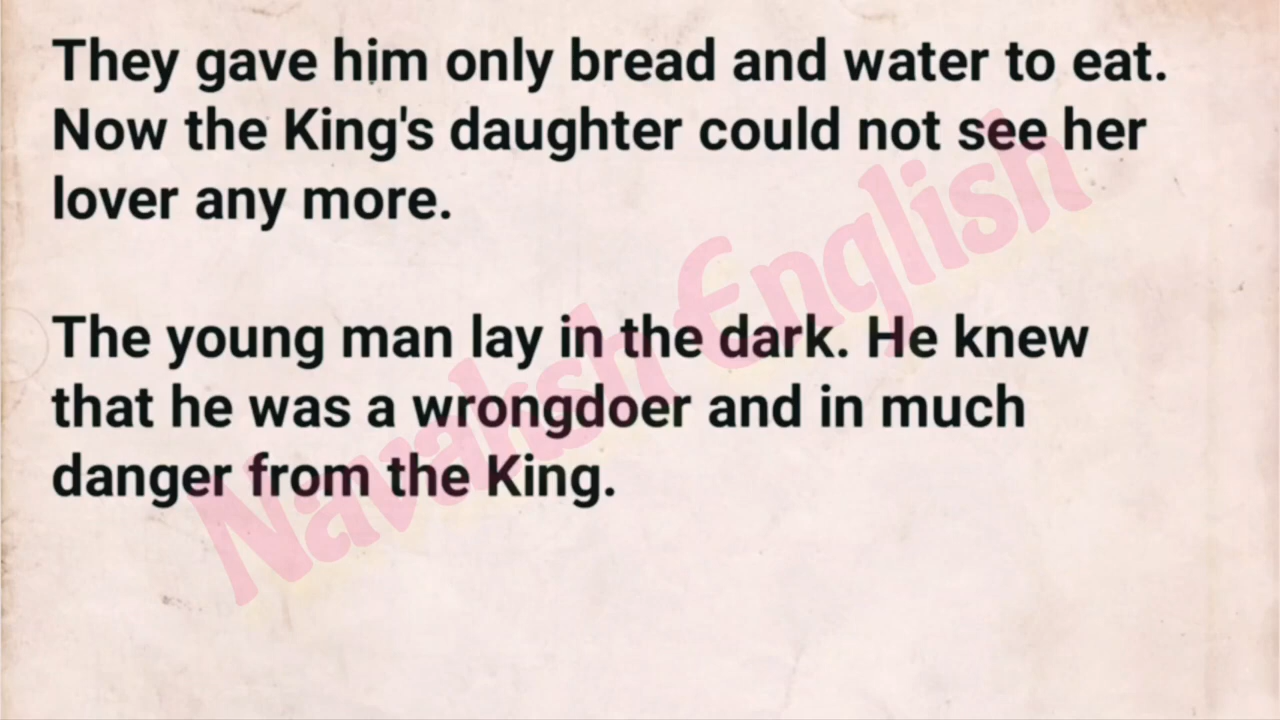 They gave him only bread and water to eat.
Now the King's daughter could not see her
lover any more.
The young man lay in the dark. He knew
that he was a wrongdoer and in much
danger from the King.
Navaksh English